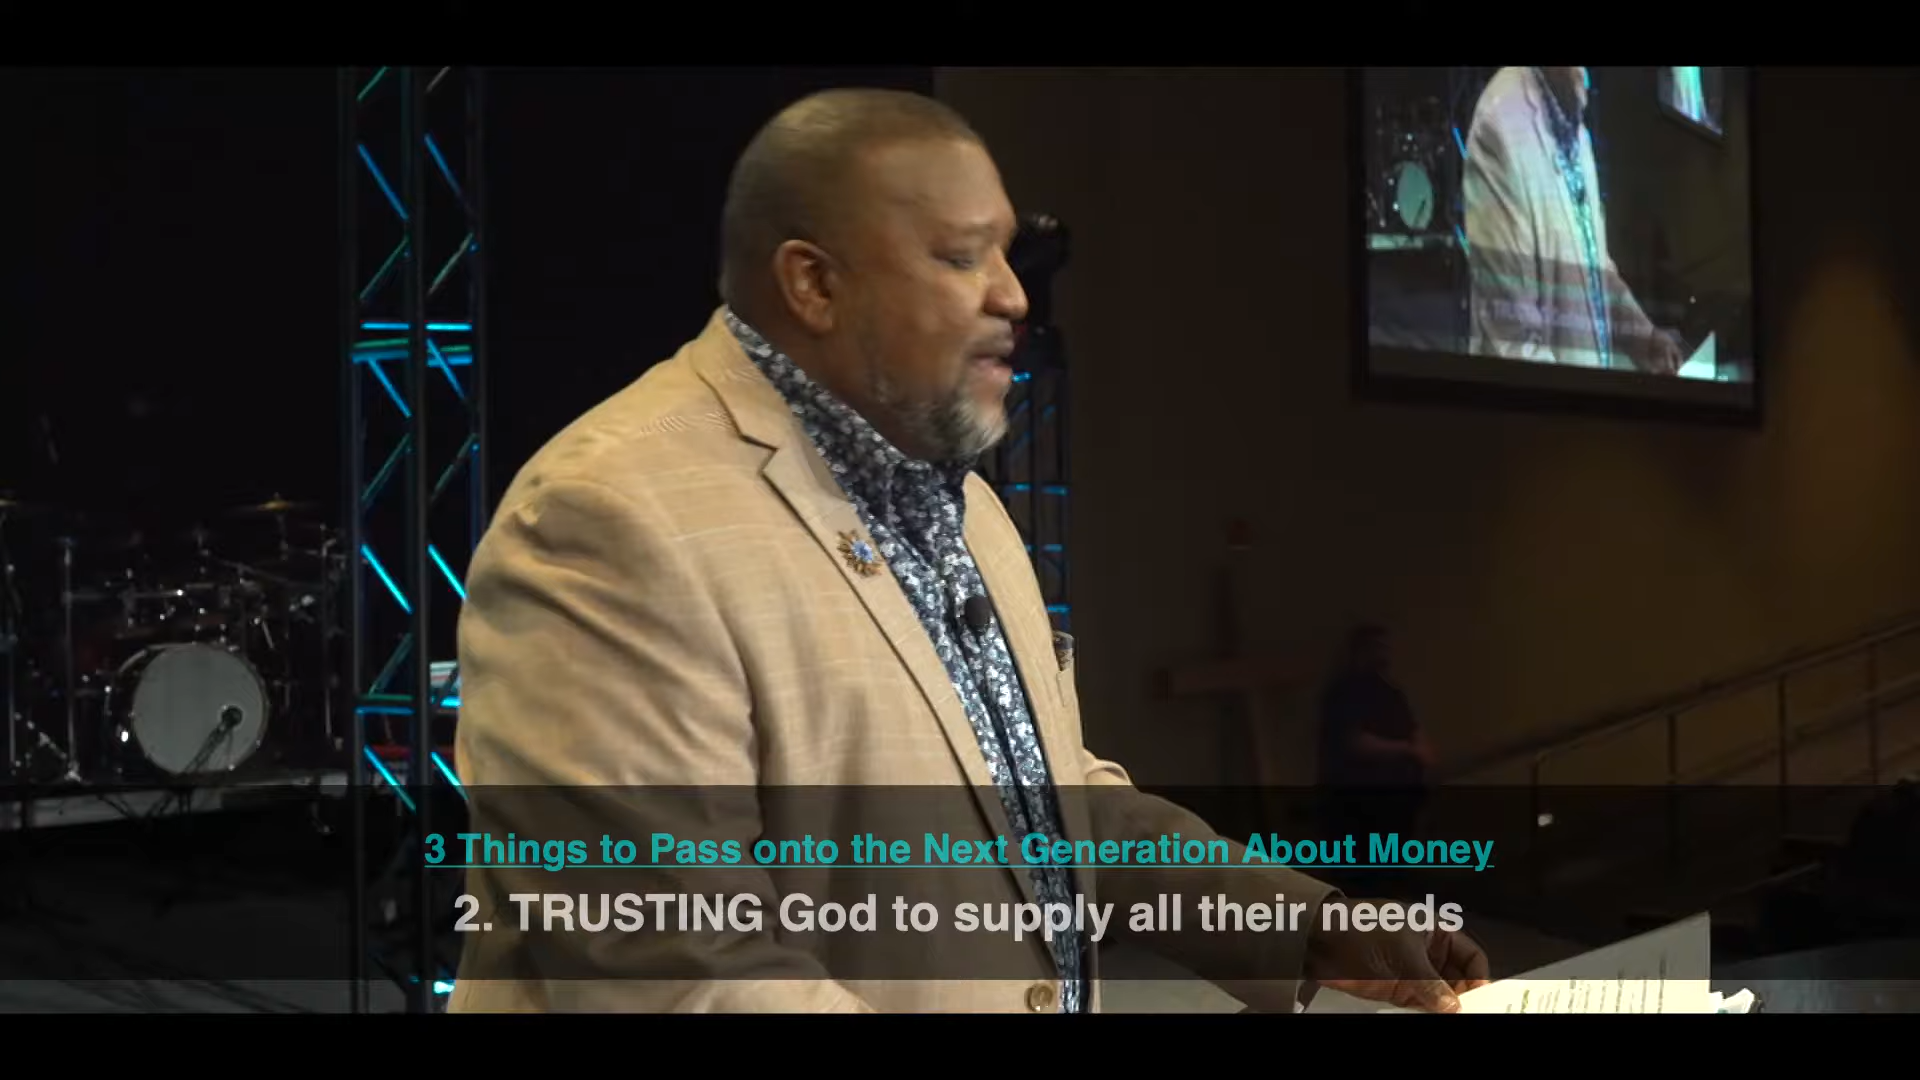 3 Things to Pass onto the Next Generation About Money
2. TRUSTING God to supply all their needs